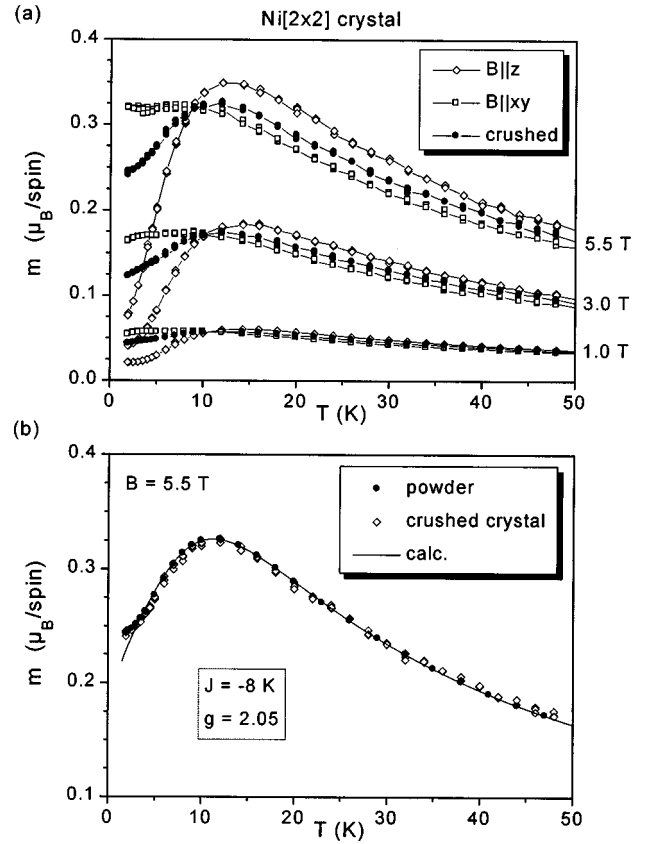 (a)
Ni[2x2] crystal
0.4
0.3
0.2
0.1
0.0
m (μB/spin)
B||z
B||xy
crushed
5.5 T
3.0 T
1.0 T
0 10 20 30 40 50
T (K)
(b)
0.4
0.3
0.2
0.1
m (μB/spin)
B = 5.5 T
powder
crushed crystal
calc.
J = -8 K
g = 2.05
0 10 20 30 40 50
T (K)